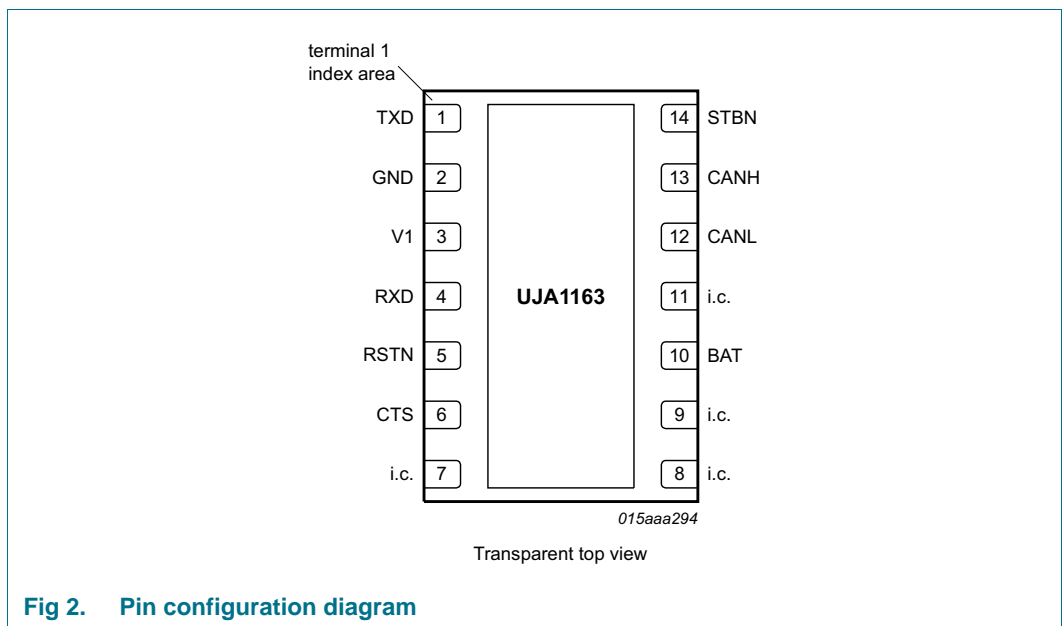 terminal 1
index area
TXD 1 14 STBN
GND 2 13 CANH
V1 3 12 CANL
RXD 4 UJA1163 11 i.c.
RSTN 5 10 BAT
CTS 6 9 i.c.
i.c. 7 8 i.c.
015aaa294
Transparent top view
Fig 2. Pin configuration diagram